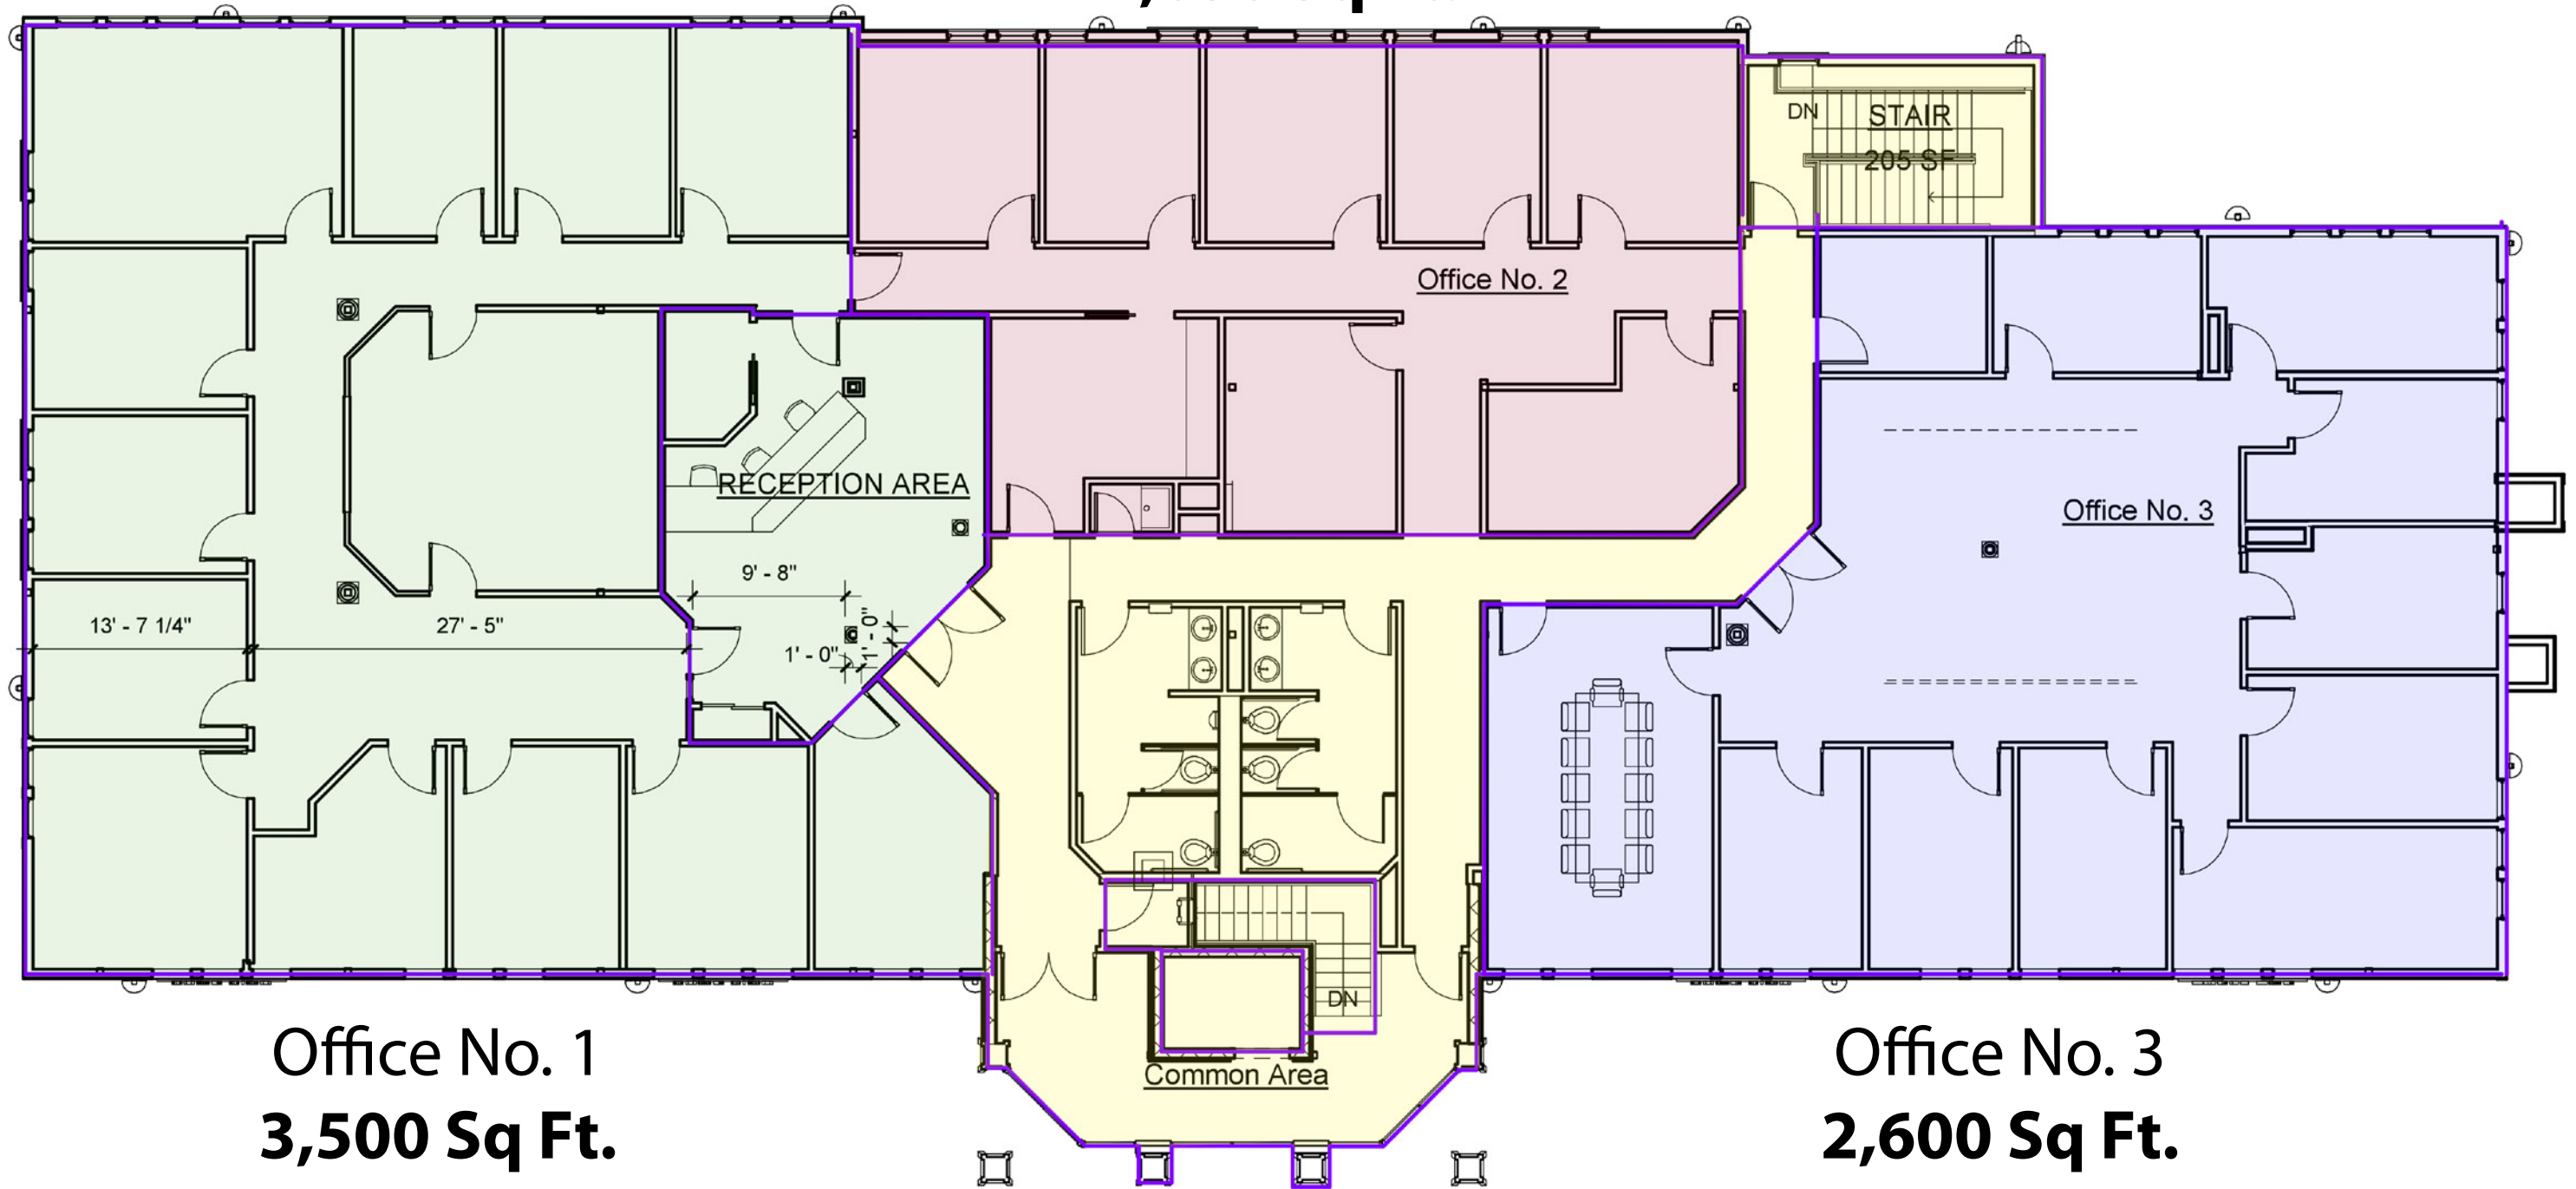 DN
STAIR
205 SF
Office No. 2
RECEPTION AREA
Office No. 3
9' - 8"
13' - 7 1/4"
27' - 5"
1' - 0"
1' - 0"
DN
Common Area
Office No. 1
3,500 Sq Ft.
Office No. 3
2,600 Sq Ft.